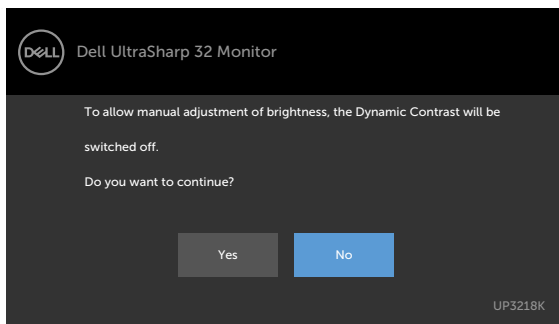 DELL
Dell UltraSharp 32 Monitor
To allow manual adjustment of brightness, the Dynamic Contrast will be
switched off.
Do you want to continue?
Yes
No
UP3218K